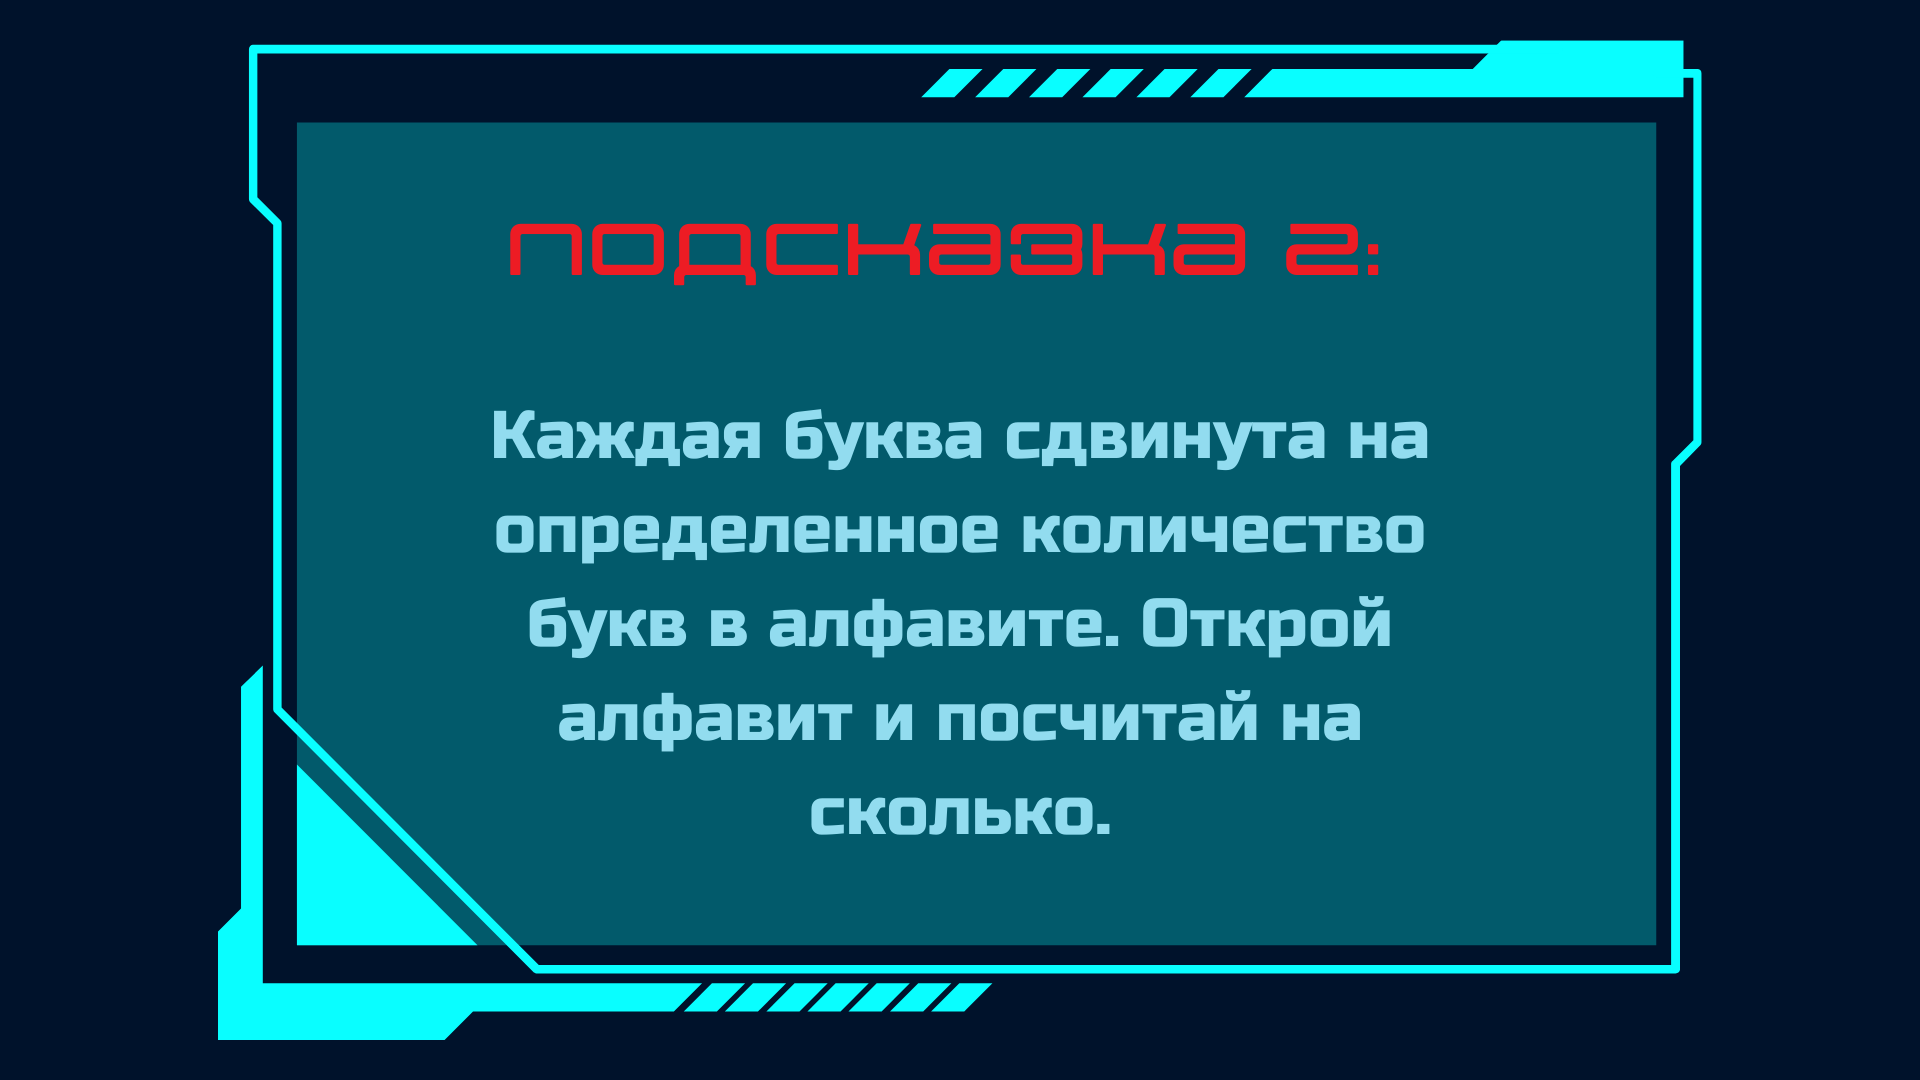 подсказка 2:
Каждая буква сдвинута на
определенное количество
букв в алфавите. Открой
алфавит и посчитай на
сколько.